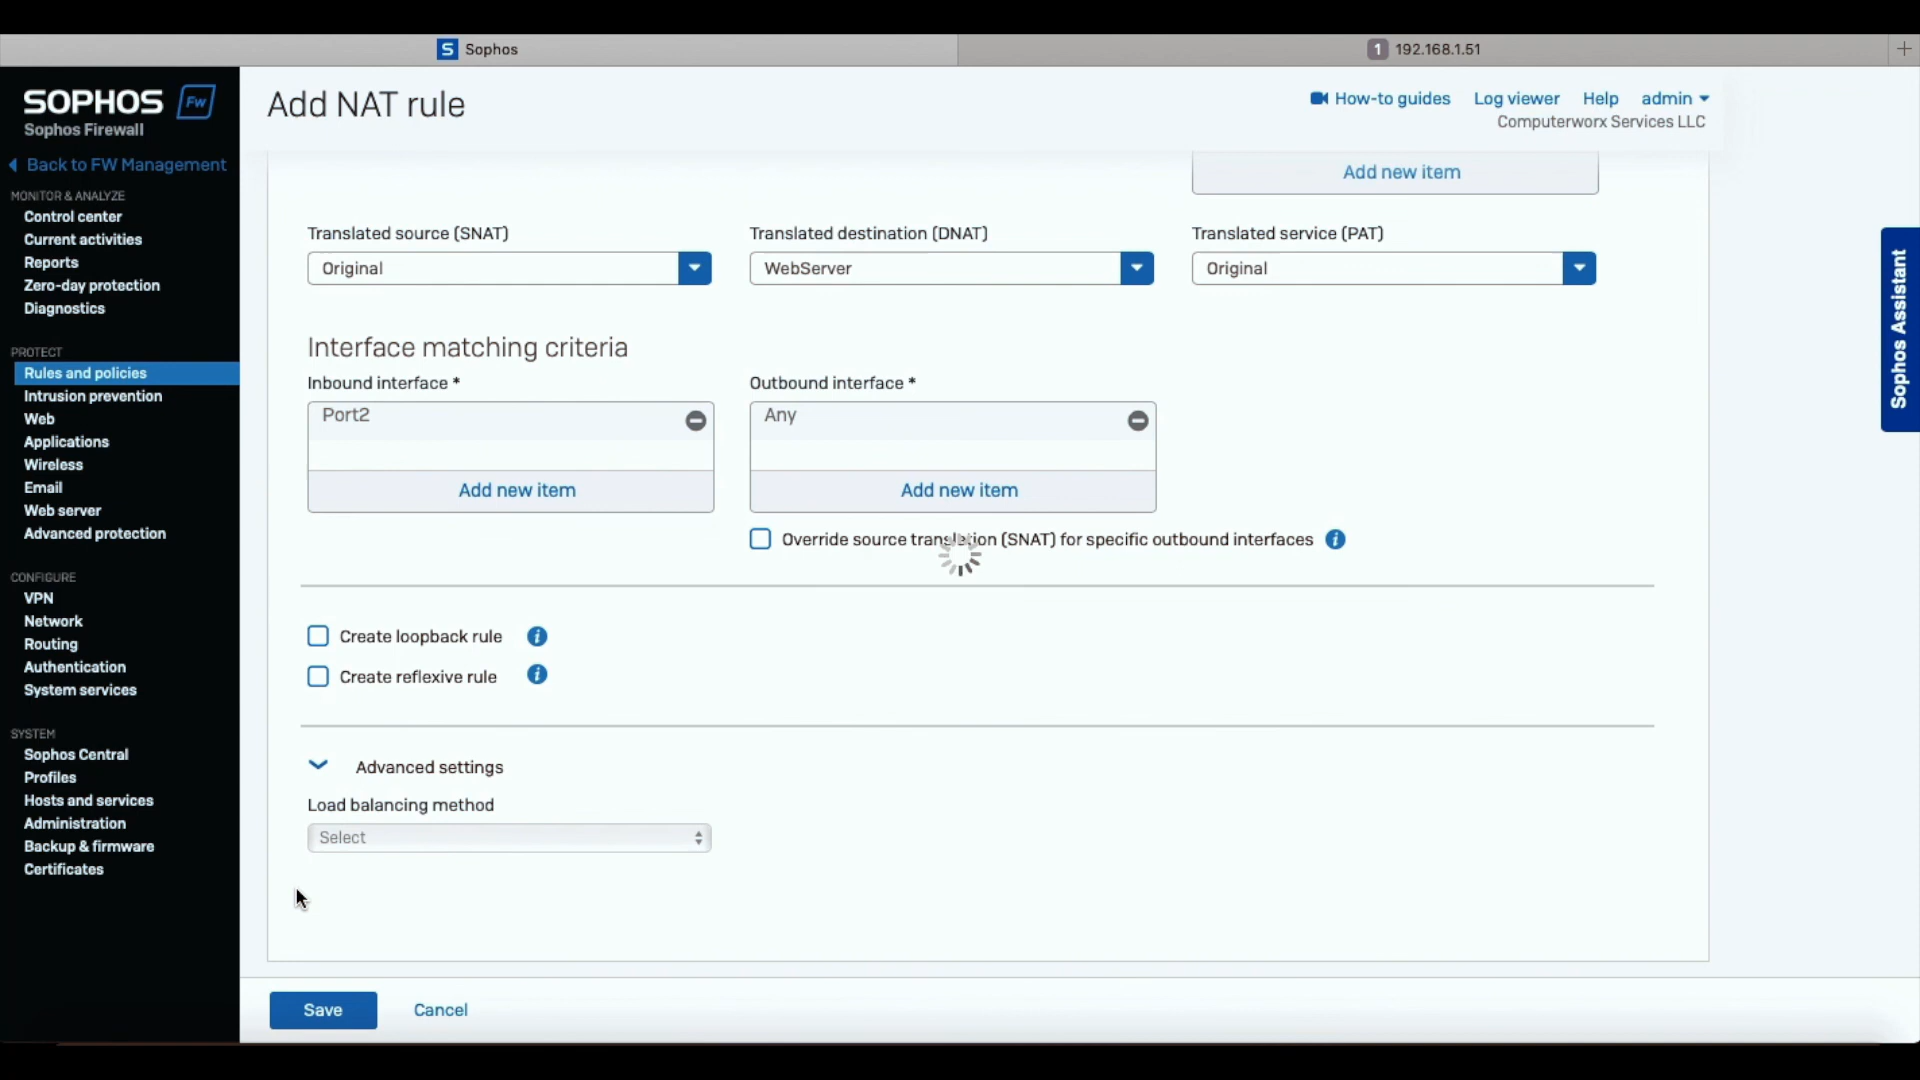 S Sophos
1 192.168.1.51
SOPHOS Fw
Sophos Firewall
Back to FW Management
MONITOR & ANALYZE
Control center
Current activities
Reports
Zero-day protection
Diagnostics
PROTECT
Rules and policies
Intrusion prevention
Web
Applications
Wireless
Email
Web server
Advanced protection
CONFIGURE
VPN
Network
Routing
Authentication
System services
SYSTEM
Sophos Central
Profiles
Hosts and services
Administration
Backup & firmware
Certificates
Add NAT rule
How-to guides Log viewer Help admin
Computerworx Services LLC
Add new item
Translated source (SNAT)
Original
Translated destination (DNAT)
WebServer
Translated service (PAT)
Original
Interface matching criteria
Inbound interface *
Port2
Add new item
Outbound interface *
Any
Add new item
Override source translation (SNAT) for specific outbound interfaces
Create loopback rule
Create reflexive rule
Advanced settings
Load balancing method
Select
Save Cancel
Sophos Assistant